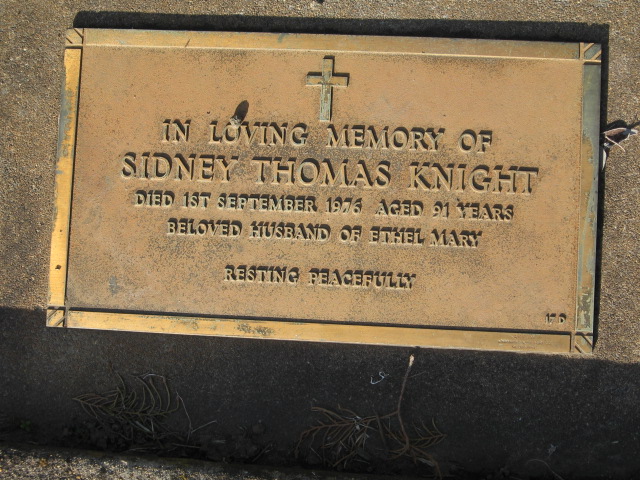 IN LOVING MEMORY OF
SIDNEY THOMAS KNIGHT
DIED 1ST SEPTEMBER 1976 AGED 91 YEARS
BELOVED HUSBAND OF ETHEL MARY
RESTING PEACEFULLY